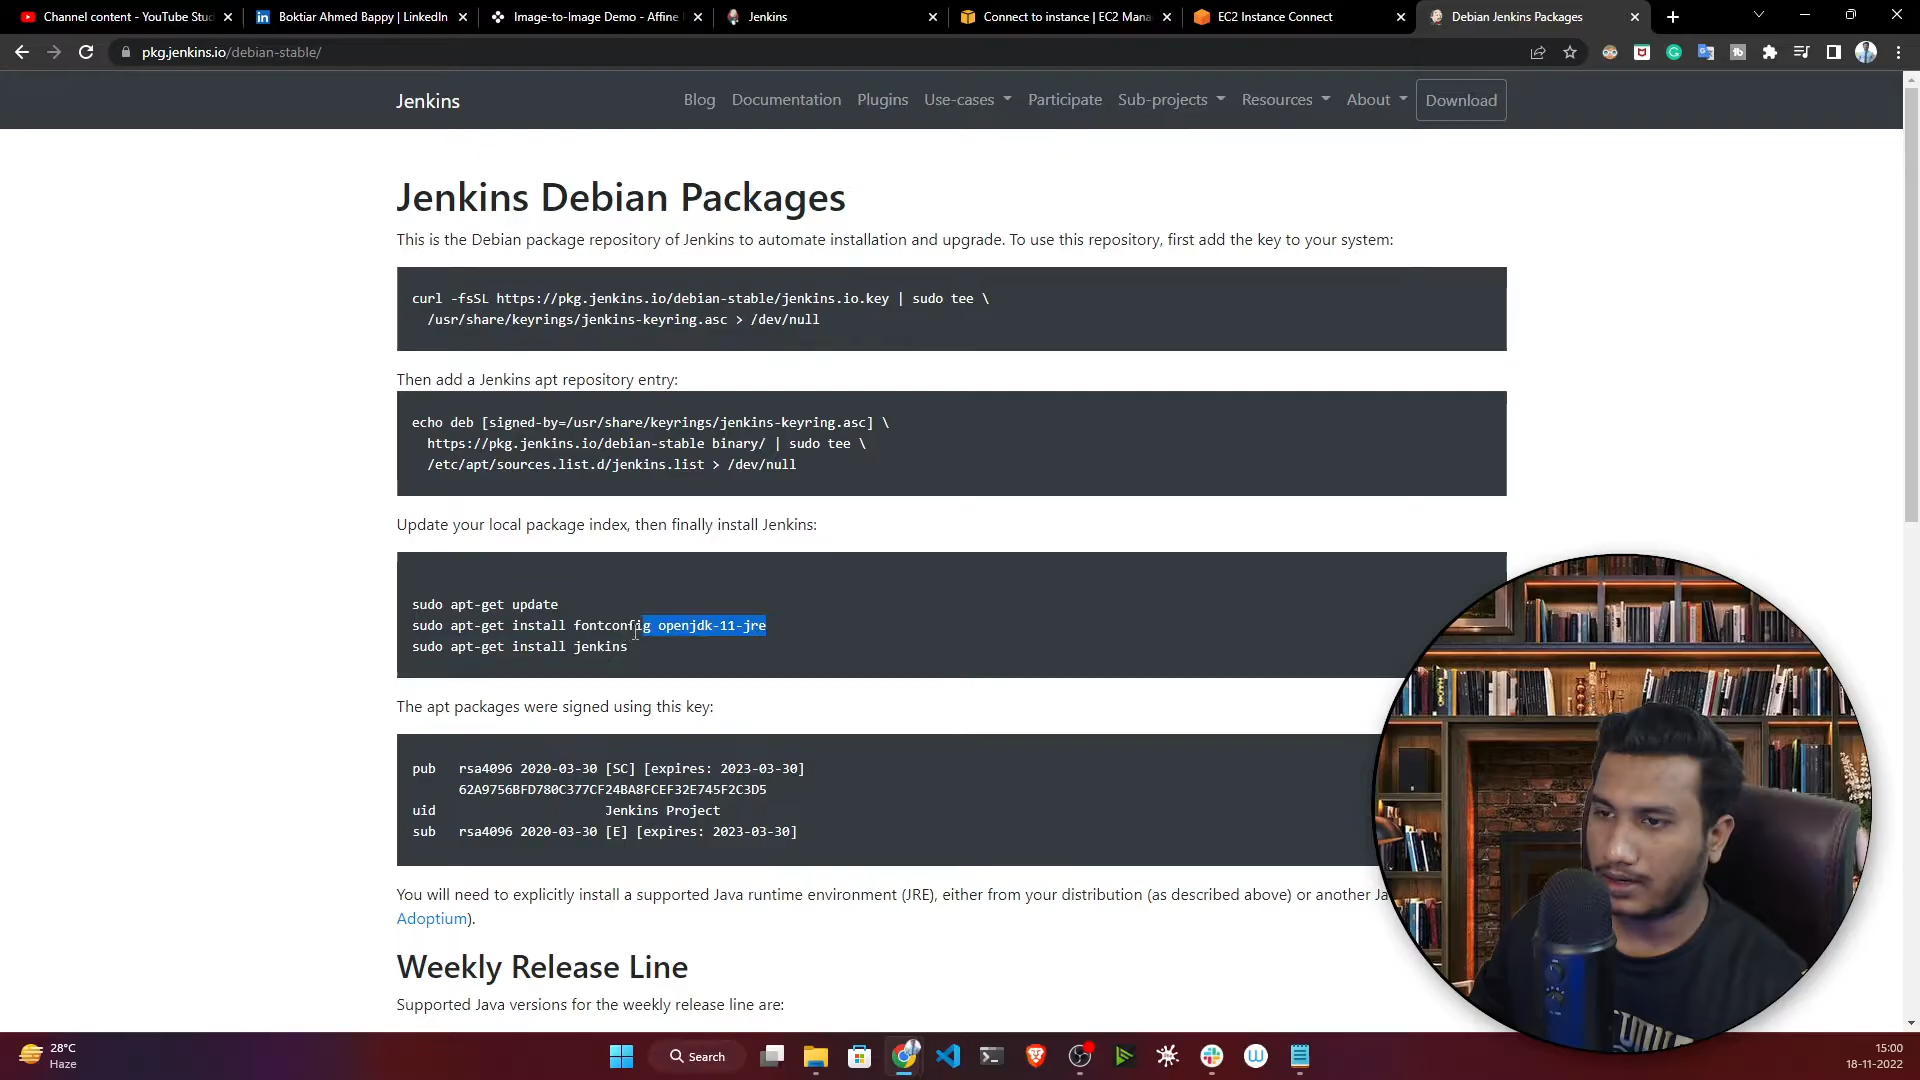 Channel content - YouTube Stud
Boktiar Ahmed Bappy | LinkedIn
Image-to-Image Demo - Affine
Jenkins
Connect to instance | EC2 Mana
EC2 Instance Connect
Debian Jenkins Packages
pkg.jenkins.io/debian-stable/
Jenkins
Blog
Documentation
Plugins
Use-cases
Participate
Sub-projects
Resources
About
Download
Jenkins Debian Packages
This is the Debian package repository of Jenkins to automate installation and upgrade. To use this repository, first add the key to your system:
curl -fsSL https://pkg.jenkins.io/debian-stable/jenkins.io.key | sudo tee \
/usr/share/keyrings/jenkins-keyring.asc > /dev/null
Then add a Jenkins apt repository entry:
echo deb [signed-by=/usr/share/keyrings/jenkins-keyring.asc] \
https://pkg.jenkins.io/debian-stable binary/ | sudo tee \
/etc/apt/sources.list.d/jenkins.list > /dev/null
Update your local package index, then finally install Jenkins:
sudo apt-get update
sudo apt-get install fontconfig openjdk-11-jre
sudo apt-get install jenkins
The apt packages were signed using this key:
pub rsa4096 2020-03-30 [SC] [expires: 2023-03-30]
62A9756BFD780C377CF24BA8FCEF32E745F2C3D5
uid Jenkins Project
sub rsa4096 2020-03-30 [E] [expires: 2023-03-30]
You will need to explicitly install a supported Java runtime environment (JRE), either from your distribution (as described above) or another Ja
Adoptium).
Weekly Release Line
Supported Java versions for the weekly release line are:
28°C
Haze
Search
15:00
18-11-2022